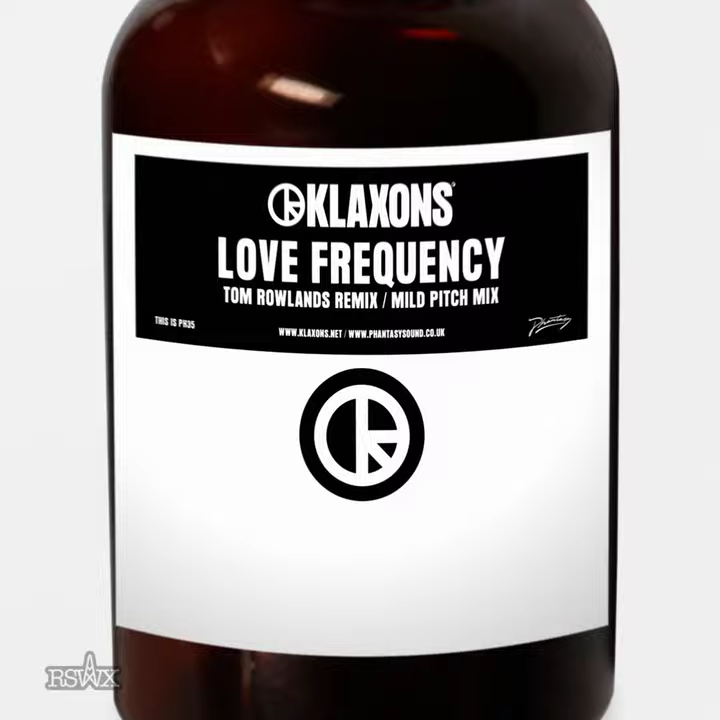 KLAXONS
LOVE FREQUENCY
TOM ROWLANDS REMIX / MILD PITCH MIX
THIS IS PH35
WWW.KLAXONS.NET / WWW.PHANTASYSOUND.CO.UK
Phantasy
RSWX